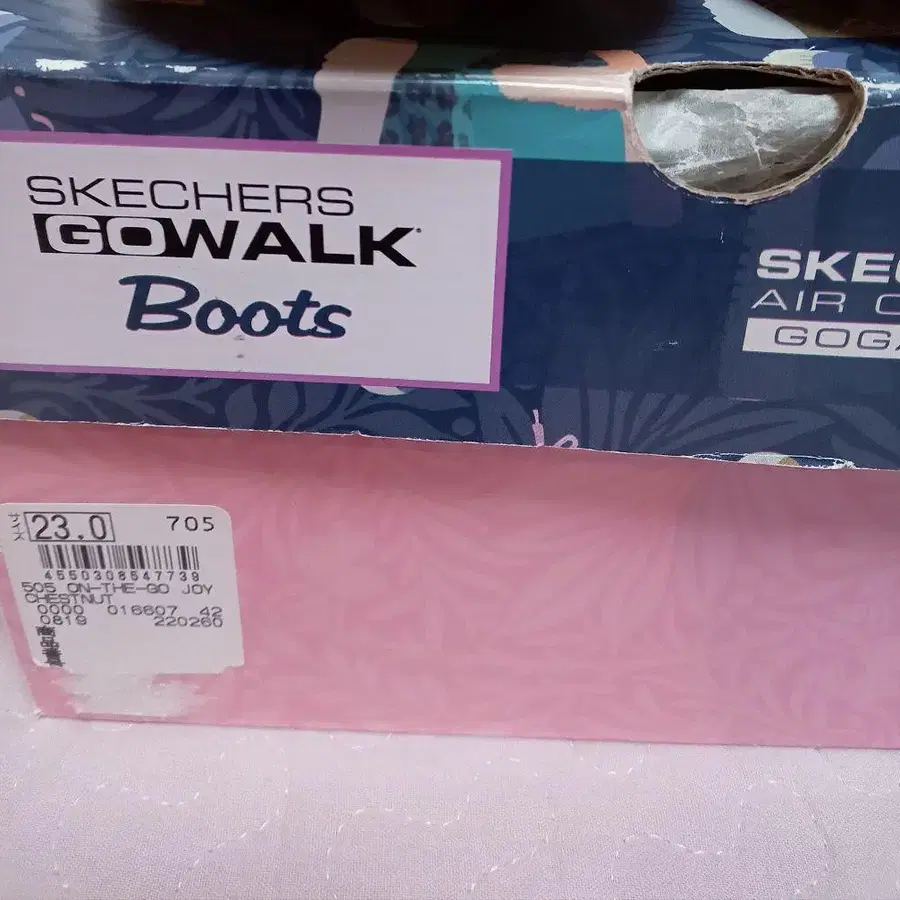 SKECHERS
GOWALK
Boots
SKEC
AIR C
GOGA
サイズ 23.0 705
4550308547739
505 ON-THE-GO JOY
CHESTNUT
0000 016607 42
0819 220260